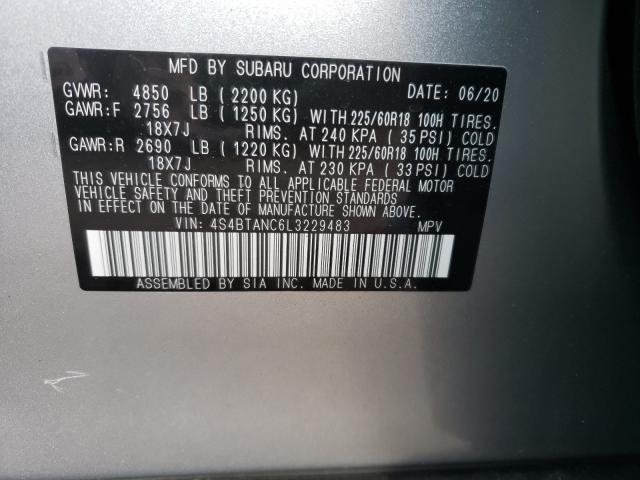 MFD BY SUBARU CORPORATION
GVWR: 4850 LB (2200 KG) DATE: 06/20
GAWR:F 2756 LB (1250 KG) WITH 225/60R18 100H TIRES.
18X7J RIMS. AT 240 KPA (35 PSI) COLD
GAWR:R 2690 LB (1220 KG) WITH 225/60R18 100H TIRES.
18X7J RIMS. AT 230 KPA (33 PSI) COLD
THIS VEHICLE CONFORMS TO ALL APPLICABLE FEDERAL MOTOR
VEHICLE SAFETY AND THEFT PREVENTION STANDARDS
IN EFFECT ON THE DATE OF MANUFACTURE SHOWN ABOVE.
VIN: 4S4BTANC6L3229483 MPV
ASSEMBLED BY SIA INC. MADE IN U.S.A.